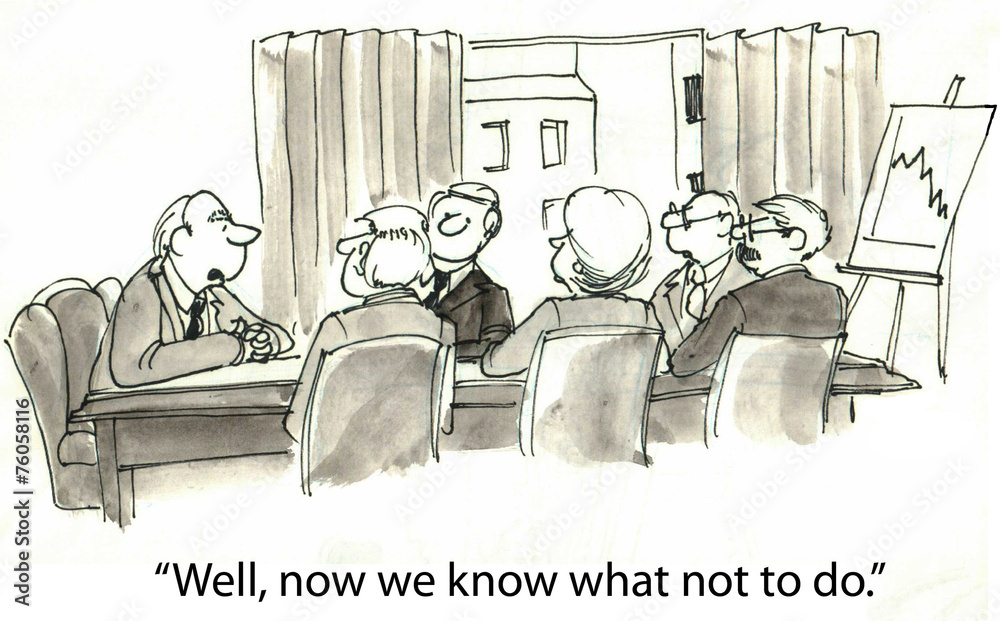 “Well, now we know what not to do.”
Adobe Stock | #76058116